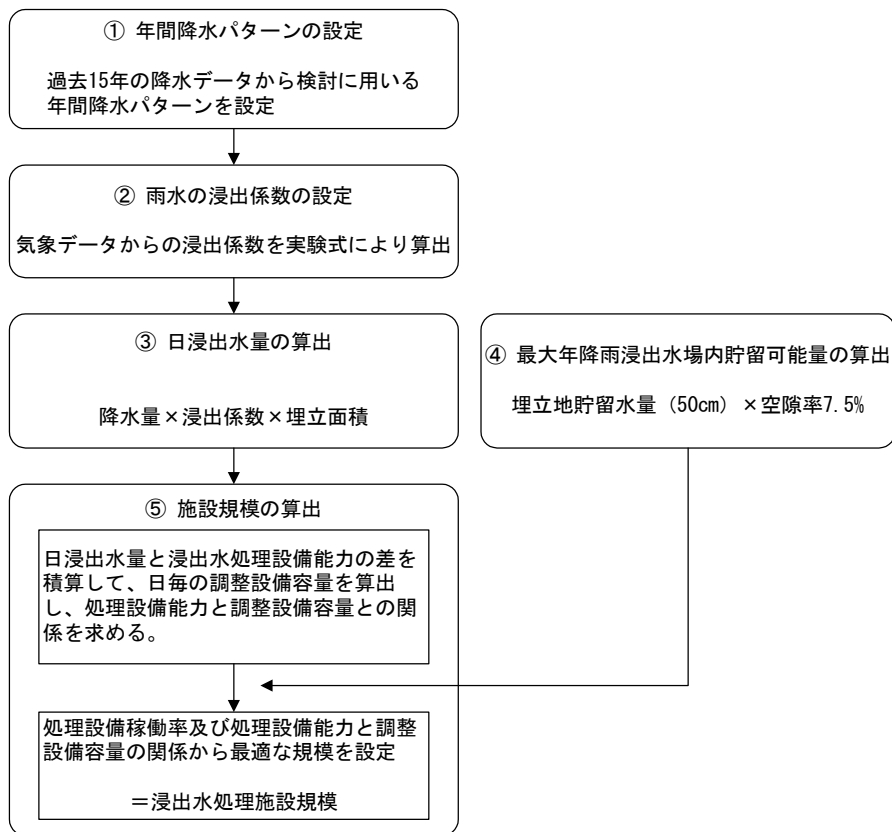 ① 年間降水パターンの設定
過去15年の降水データから検討に用いる
年間降水パターンを設定
② 雨水の浸出係数の設定
気象データからの浸出係数を実験式により算出
③ 日浸出水量の算出
降水量×浸出係数×埋立面積
④ 最大年降雨浸出水場内貯留可能量の算出
埋立地貯留水量（50cm）×空隙率7.5%
⑤ 施設規模の算出
日浸出水量と浸出水処理設備能力の差を
積算して、日毎の調整設備容量を算出
し、処理設備能力と調整設備容量との関
係を求める。
処理設備稼働率及び処理設備能力と調整
設備容量の関係から最適な規模を設定
＝浸出水処理施設規模